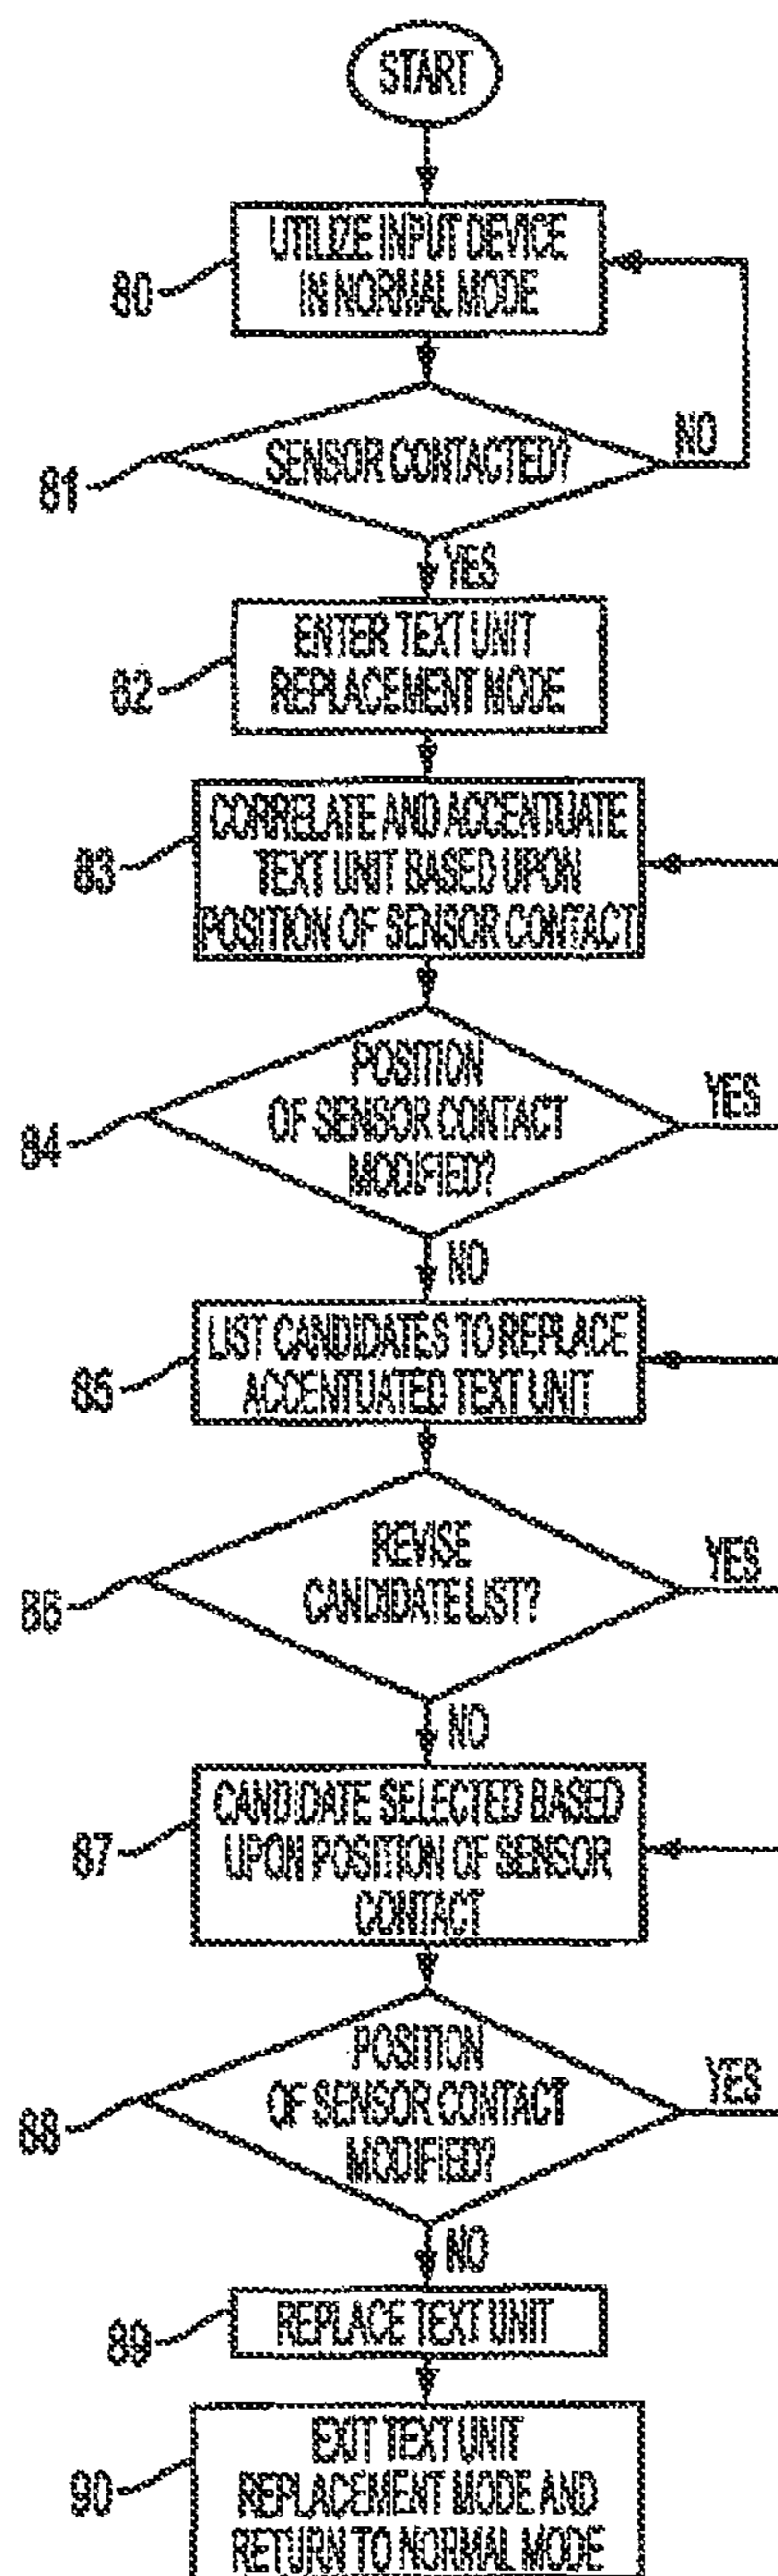 START
UTILIZE INPUT DEVICE
IN NORMAL MODE
80
SENSOR CONTACTED?
NO
81
YES
ENTER TEXT UNIT
REPLACEMENT MODE
82
CORRELATE AND ACCENTUATE
TEXT UNIT BASED UPON
POSITION OF SENSOR CONTACT
83
POSITION
OF SENSOR CONTACT
MODIFIED?
YES
84
NO
LIST CANDIDATES TO REPLACE
ACCENTUATED TEXT UNIT
85
REVISE
CANDIDATE LIST?
YES
86
NO
CANDIDATE SELECTED BASED
UPON POSITION OF SENSOR
CONTACT
87
POSITION
OF SENSOR CONTACT
MODIFIED?
YES
88
NO
REPLACE TEXT UNIT
89
EXIT TEXT UNIT
REPLACEMENT MODE AND
RETURN TO NORMAL MODE
90